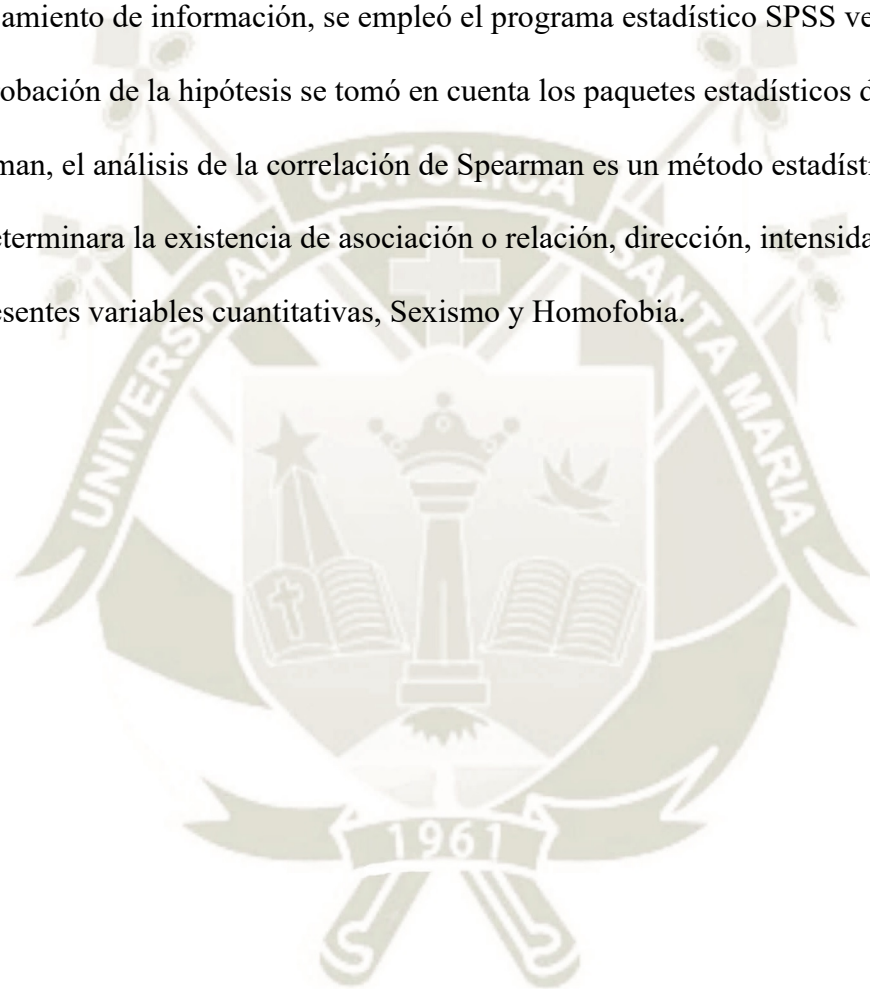 amiento de información, se empleó el programa estadístico SPSS ve
obación de la hipótesis se tomó en cuenta los paquetes estadísticos d
man, el análisis de la correlación de Spearman es un método estadísti
eterminara la existencia de asociación o relación, dirección, intensida
esentes variables cuantitativas, Sexismo y Homofobia.
UNIVERSIDAD CATOLICA SANTA MARIA
1961